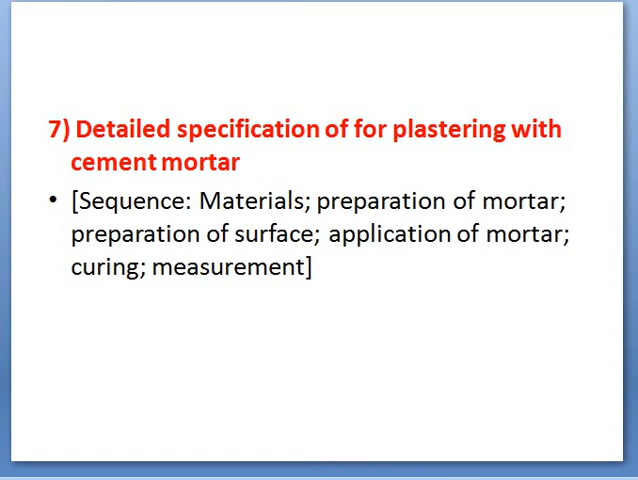 7) Detailed specification of for plastering with
cement mortar
• [Sequence: Materials; preparation of mortar;
preparation of surface; application of mortar;
curing; measurement]